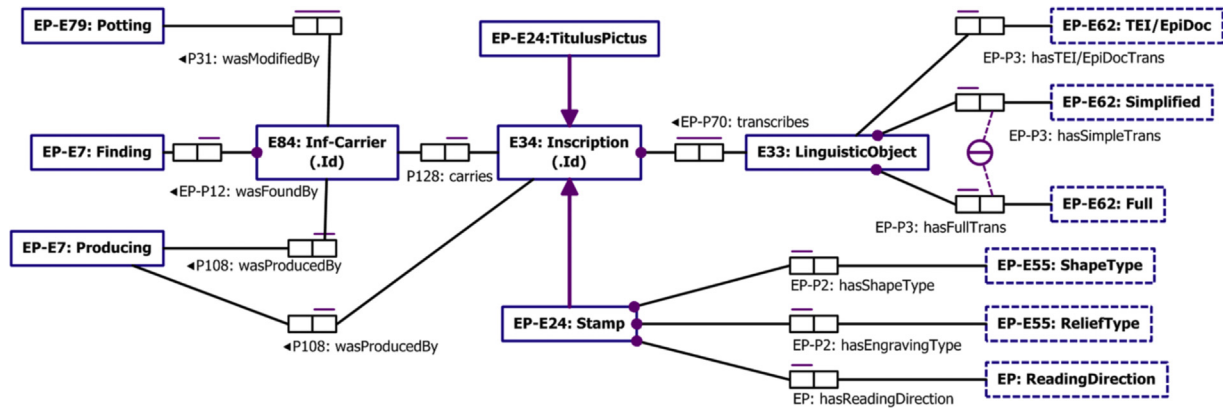 EP-E79: Potting
◄P31: wasModifiedBy
EP-E24:TitulusPictus
EP-E62: TEI/EpiDoc
EP-P3: hasTEI/EpiDocTrans
EP-E62: Simplified
EP-P3: hasSimpleTrans
◄EP-P70: transcribes
EP-E7: Finding
◄EP-P12: wasFoundBy
E84: Inf-Carrier
(.Id)
P128: carries
E34: Inscription
(.Id)
E33: LinguisticObject
EP-E62: Full
EP-P3: hasFullTrans
EP-E7: Producing
◄P108: wasProducedBy
◄P108: wasProducedBy
EP-E24: Stamp
EP-E55: ShapeType
EP-P2: hasShapeType
EP-E55: ReliefType
EP-P2: hasEngravingType
EP: ReadingDirection
EP: hasReadingDirection